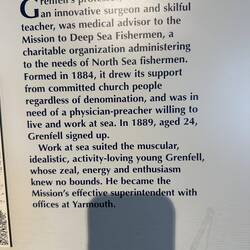 Grenfell's profess
an innovative surgeon and skilful
teacher, was medical advisor to the
Mission to Deep Sea Fishermen, a
charitable organization administering
to the needs of North Sea fishermen.
Formed in 1884, it drew its support
from committed church people
regardless of denomination, and was in
need of a physician-preacher willing to
live and work at sea. In 1889, aged 24,
Grenfell signed up.
Work at sea suited the muscular,
idealistic, activity-loving young Grenfell,
whose zeal, energy and enthusiasm
knew no bounds. He became the
Mission's effective superintendent with
offices at Yarmouth.